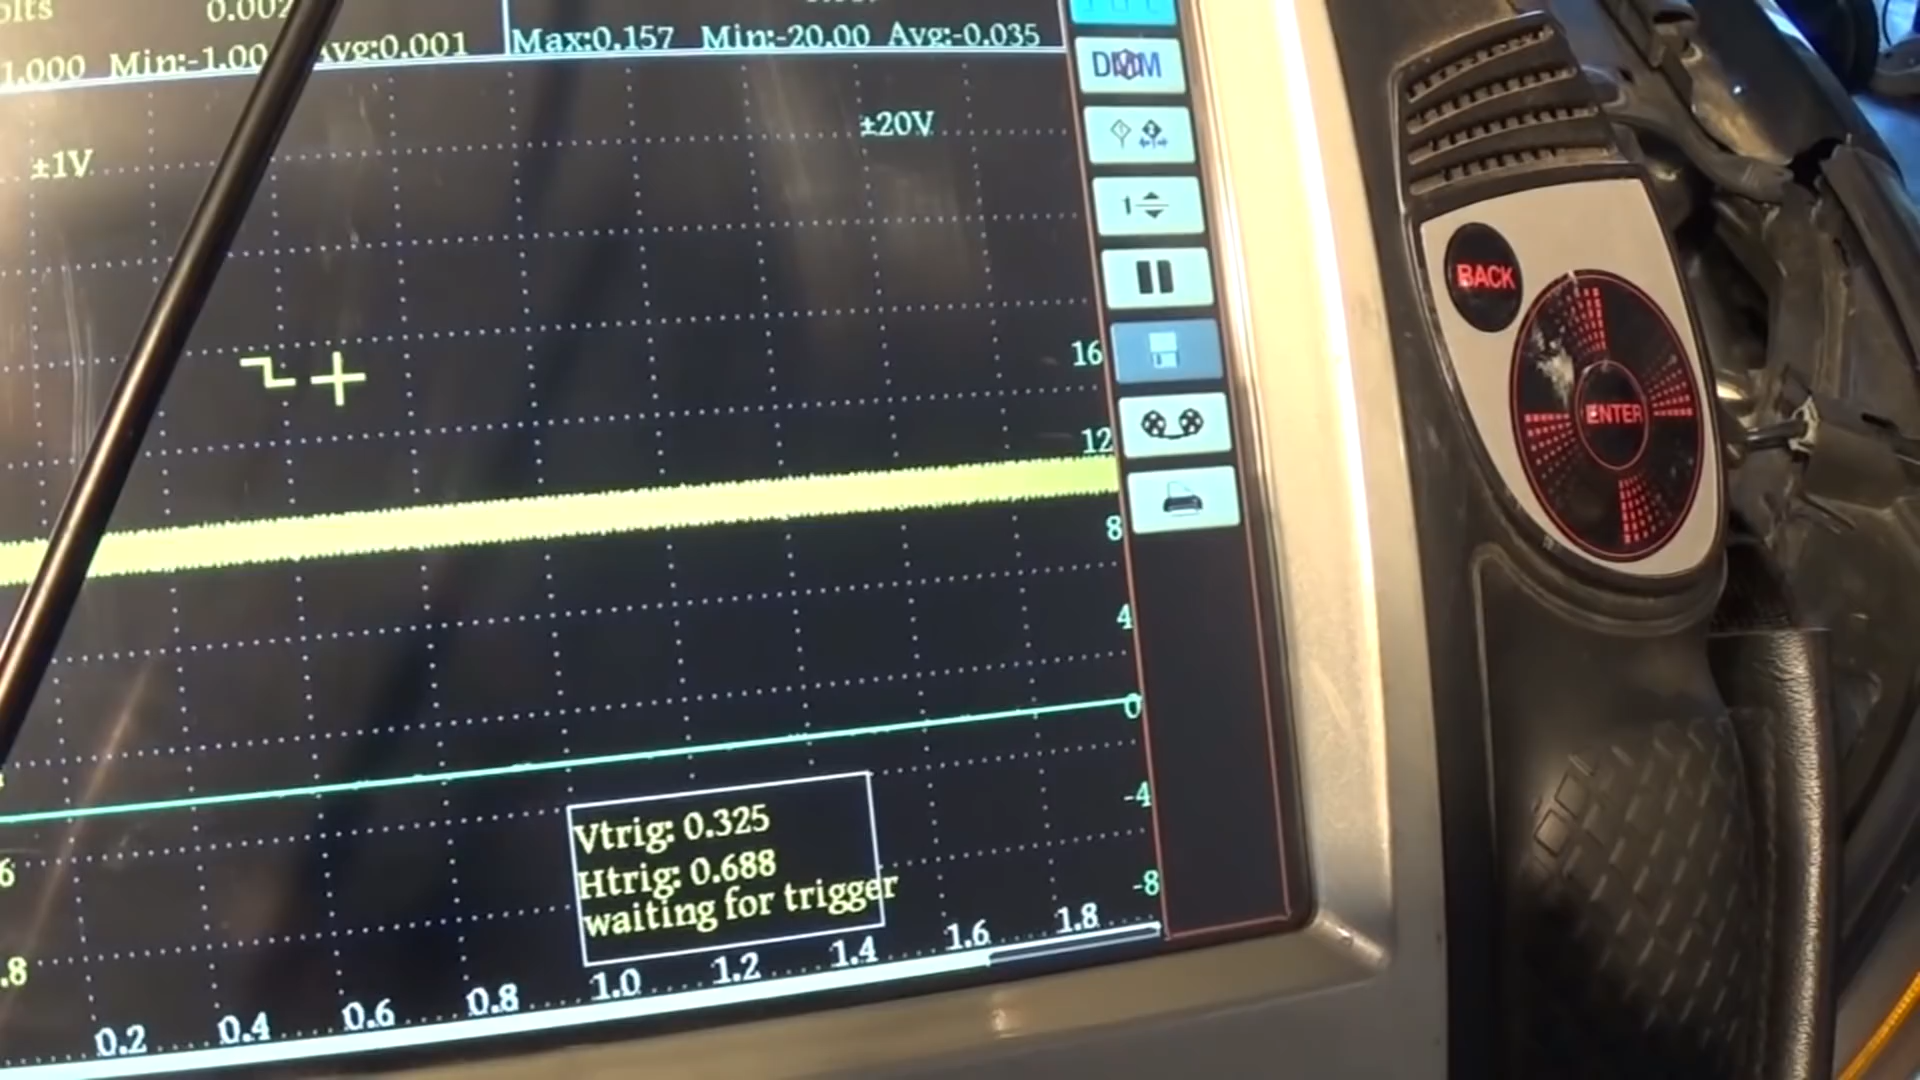 0.002
1.000 Min:-1.00 Avg:0.001
Max:0.157 Min:-20.00 Avg:-0.035
DMM
±1V
±20V
1
BACK
ENTER
16
12
8
4
0
-4
-8
Vtrig: 0.325
Htrig: 0.688
waiting for trigger
6
.8
0.2 0.4 0.6 0.8 1.0 1.2 1.4 1.6 1.8